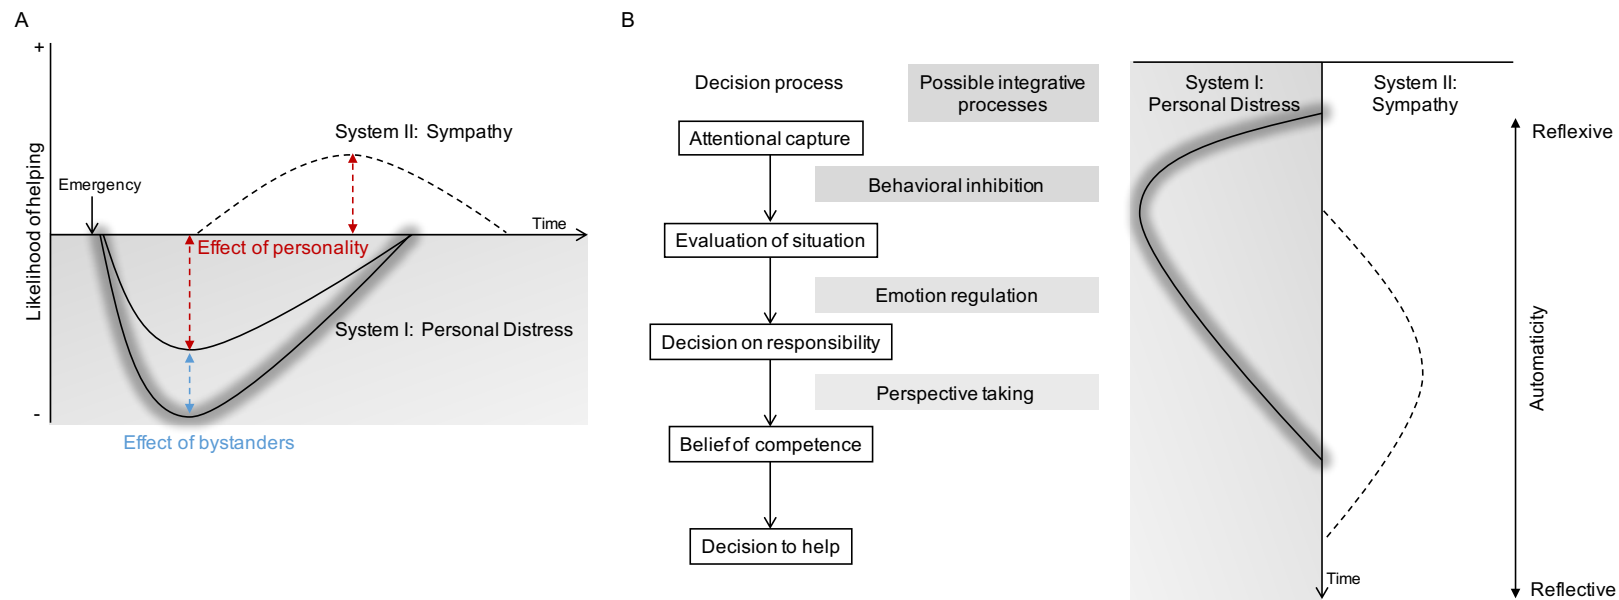 A
+
Likelihood of helping
-
Emergency
System II: Sympathy
Time
Effect of personality
System I: Personal Distress
Effect of bystanders
B
Decision process
Possible integrative
processes
Attentional capture
Behavioral inhibition
Evaluation of situation
Emotion regulation
Decision on responsibility
Perspective taking
Belief of competence
Decision to help
System I:
Personal Distress
System II:
Sympathy
Time
Reflexive
Automaticity
Reflective